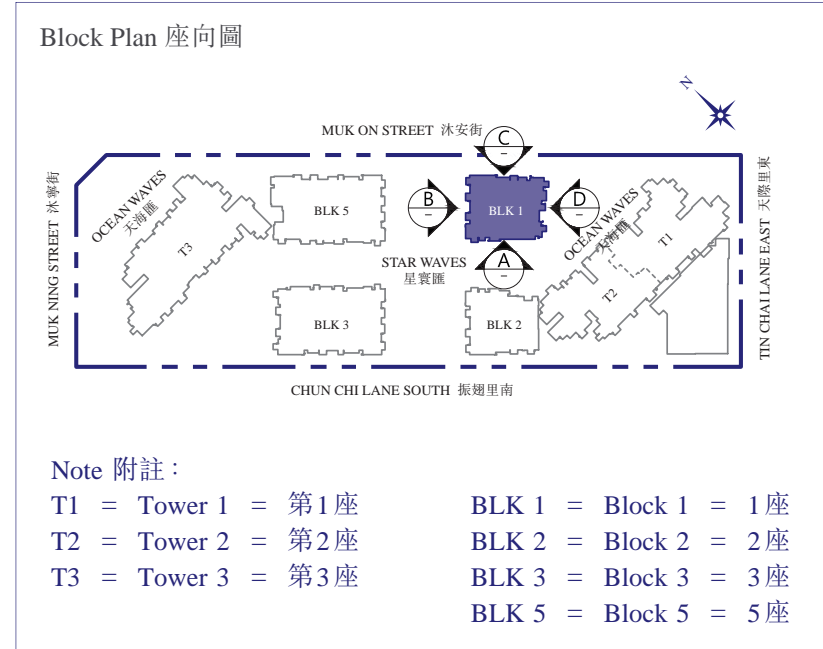 Block Plan 座向圖
N
MUK ON STREET 沐安街
C
–
MUK NING STREET 沐寧街
OCEAN WAVES
天海匯
T3
BLK 5
B
–
BLK 1
D
–
OCEAN WAVES
天海匯
T1
TIN CHAI LANE EAST 天際里東
STAR WAVES
星寰匯
A
–
T2
BLK 3
BLK 2
CHUN CHI LANE SOUTH 振翅里南
Note 附註：
T1 = Tower 1 = 第1座
T2 = Tower 2 = 第2座
T3 = Tower 3 = 第3座
BLK 1 = Block 1 = 1座
BLK 2 = Block 2 = 2座
BLK 3 = Block 3 = 3座
BLK 5 = Block 5 = 5座